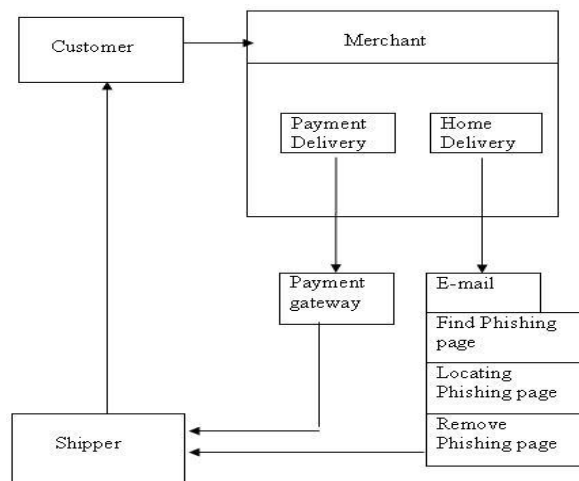 Customer
Merchant
Payment
Delivery
Home
Delivery
Payment
gateway
E-mail
Find Phishing
page
Locating
Phishing page
Remove
Phishing page
Shipper